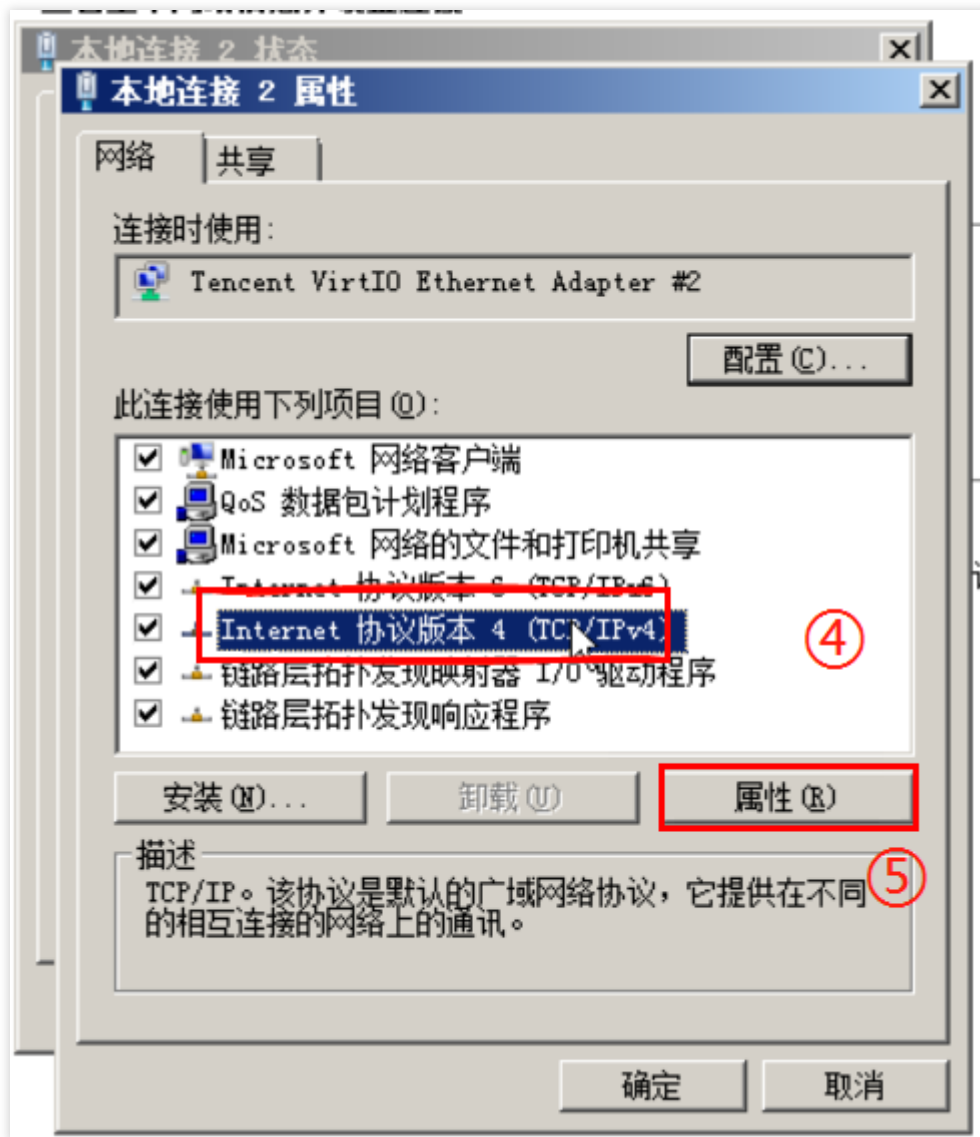 本地连接 2 状态
本地连接 2 属性
网络
共享
连接时使用:
Tencent VirtIO Ethernet Adapter #2
配置(C)...
此连接使用下列项目(O):
Microsoft 网络客户端
QoS 数据包计划程序
Microsoft 网络的文件和打印机共享
Internet 协议版本 6 (TCP/IPv6)
Internet 协议版本 4 (TCP/IPv4)
④
链路层拓扑发现映射器 I/O 驱动程序
链路层拓扑发现响应程序
安装(N)...
卸载(U)
属性(R)
⑤
描述
TCP/IP。该协议是默认的广域网络协议，它提供在不同
的相互连接的网络上的通讯。
确定
取消